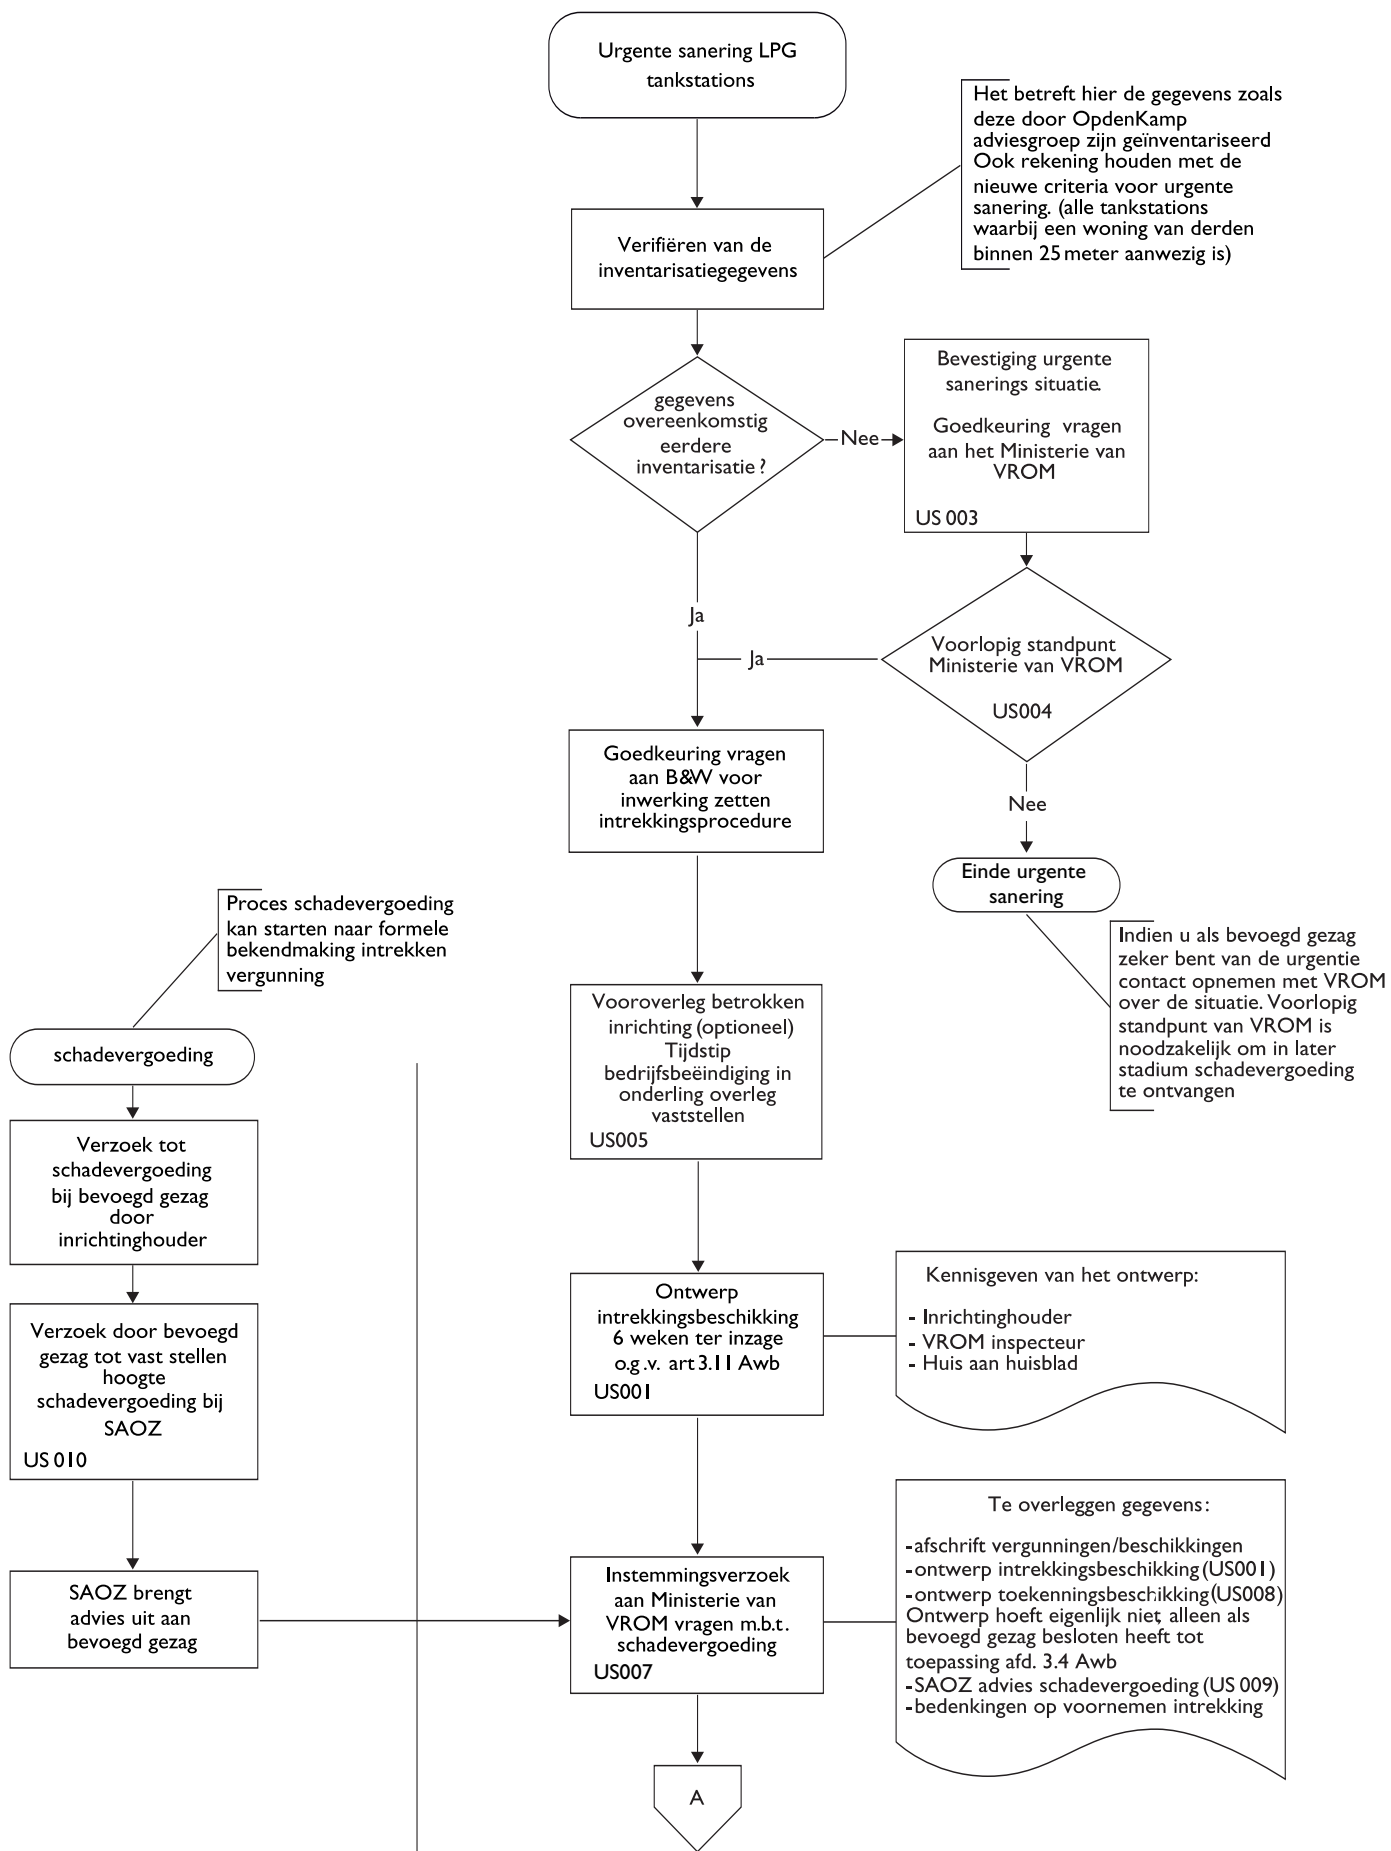 Urgente sanering LPG
tankstations
Het betreft hier de gegevens zoals
deze door OpdenKamp
adviesgroep zijn geïnventariseerd
Ook rekening houden met de
nieuwe criteria voor urgente
sanering. (alle tankstations
waarbij een woning van derden
binnen 25 meter aanwezig is)
Verifiëren van de
inventarisatiegegevens
gegevens
overeenkomstig
eerdere
inventarisatie ?
Nee
Bevestiging urgente
sanerings situatie.
Goedkeuring vragen
aan het Ministerie van
VROM
US 003
Ja
Voorlopig standpunt
Ministerie van VROM
US004
Ja
Nee
Goedkeuring vragen
aan B&W voor
inwerking zetten
intrekkingsprocedure
Einde urgente
sanering
Indien u als bevoegd gezag
zeker bent van de urgentie
contact opnemen met VROM
over de situatie. Voorlopig
standpunt van VROM is
noodzakelijk om in later
stadium schadevergoeding
te ontvangen
Proces schadevergoeding
kan starten naar formele
bekendmaking intrekken
vergunning
schadevergoeding
Verzoek tot
schadevergoeding
bij bevoegd gezag
door
inrichtinghouder
Verzoek door bevoegd
gezag tot vast stellen
hoogte
schadevergoeding bij
SAOZ
US 010
SAOZ brengt
advies uit aan
bevoegd gezag
Vooroverleg betrokken
inrichting (optioneel)
Tijdstip
bedrijfsbeëindiging in
onderling overleg
vaststellen
US005
Ontwerp
intrekkingsbeschikking
6 weken ter inzage
o.g.v. art 3.11 Awb
US001
Kennisgeven van het ontwerp:
- Inrichtinghouder
- VROM inspecteur
- Huis aan huisblad
Instemmingsverzoek
aan Ministerie van
VROM vragen m.b.t.
schadevergoeding
US007
Te overleggen gegevens:
-afschrift vergunningen/beschikkingen
-ontwerp intrekkingsbeschikking (US001)
-ontwerp toekenningsbeschikking (US008)
Ontwerp hoeft eigenlijk niet, alleen als
bevoegd gezag besloten heeft tot
toepassing afd. 3.4 Awb
-SAOZ advies schadevergoeding (US 009)
-bedenkingen op voornemen intrekking
A